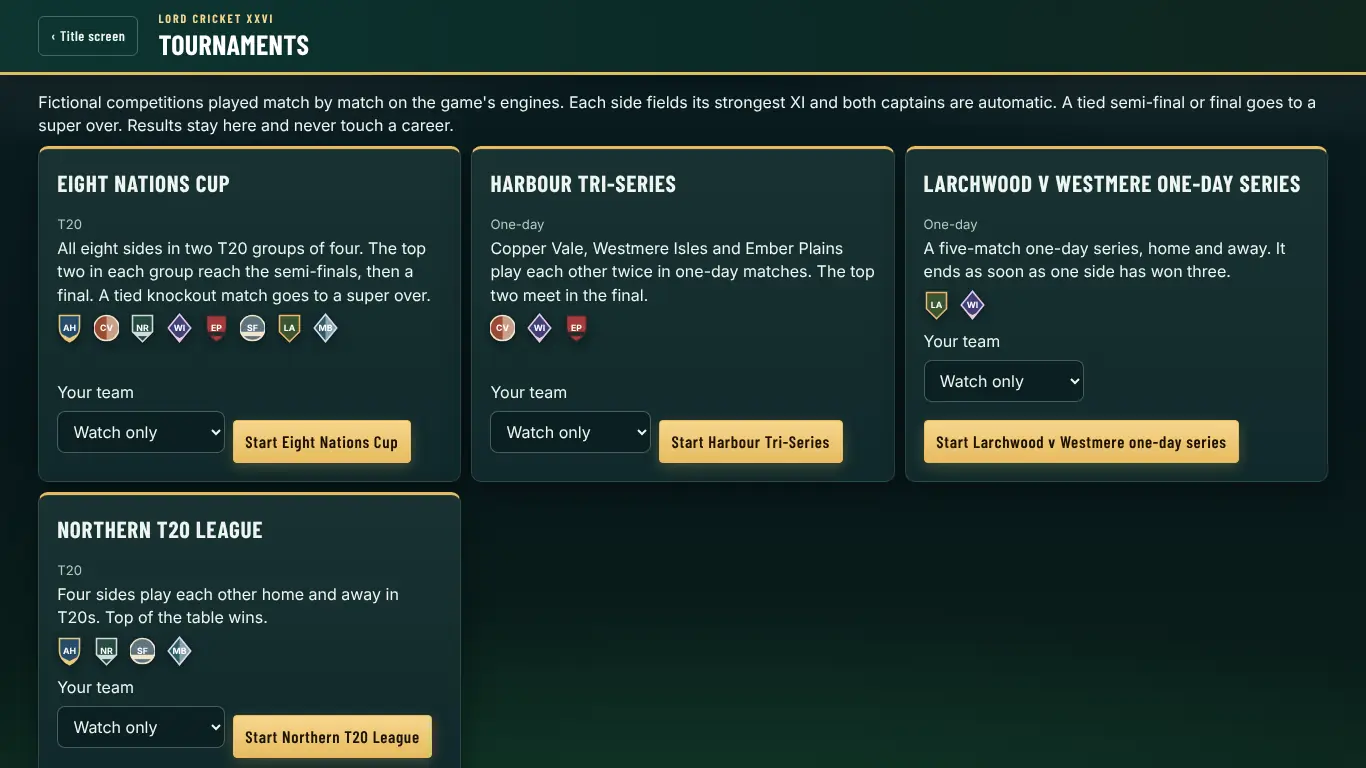 ‹ Title screen
LORD CRICKET XXVI
TOURNAMENTS
Fictional competitions played match by match on the game's engines. Each side fields its strongest XI and both captains are automatic. A tied semi-final or final goes to a
super over. Results stay here and never touch a career.
EIGHT NATIONS CUP
T20
All eight sides in two T20 groups of four. The top
two in each group reach the semi-finals, then a
final. A tied knockout match goes to a super over.
AH CV NR WI EP SF LA MB
Your team
Watch only
Start Eight Nations Cup
HARBOUR TRI-SERIES
One-day
Copper Vale, Westmere Isles and Ember Plains
play each other twice in one-day matches. The top
two meet in the final.
CV WI EP
Your team
Watch only
Start Harbour Tri-Series
LARCHWOOD V WESTMERE ONE-DAY SERIES
One-day
A five-match one-day series, home and away. It
ends as soon as one side has won three.
LA WI
Your team
Watch only
Start Larchwood v Westmere one-day series
NORTHERN T20 LEAGUE
T20
Four sides play each other home and away in
T20s. Top of the table wins.
AH NR SF MB
Your team
Watch only
Start Northern T20 League